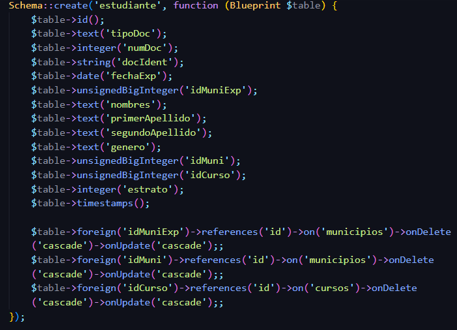 Schema::create('estudiante', function (Blueprint $table) {
$table->id();
$table->text('tipoDoc');
$table->integer('numDoc');
$table->string('docIdent');
$table->date('fechaExp');
$table->unsignedBigInteger('idMuniExp');
$table->text('nombres');
$table->text('primerApellido');
$table->text('segundoApellido');
$table->text('genero');
$table->unsignedBigInteger('idMuni');
$table->unsignedBigInteger('idCurso');
$table->integer('estrato');
$table->timestamps();
$table->foreign('idMuniExp')->references('id')->on('municipios')->onDelete
('cascade')->onUpdate('cascade');;
$table->foreign('idMuni')->references('id')->on('municipios')->onDelete
('cascade')->onUpdate('cascade');;
$table->foreign('idCurso')->references('id')->on('cursos')->onDelete
('cascade')->onUpdate('cascade');;
});